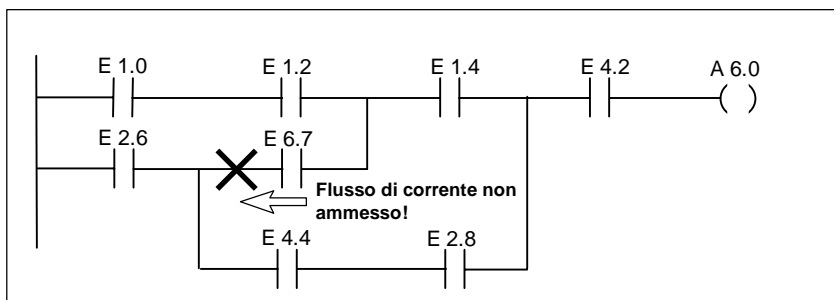 E 1.0 E 1.2 E 1.4 E 4.2 A 6.0
E 2.6 E 6.7
Flusso di corrente non
ammesso!
E 4.4 E 2.8